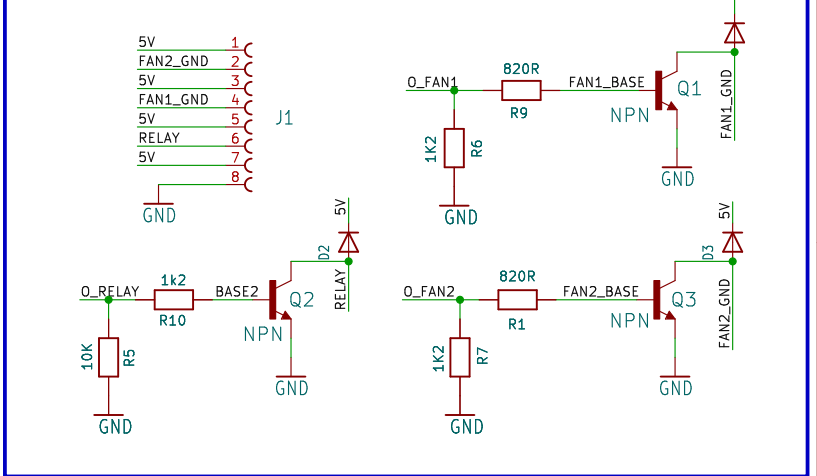 5V 1
FAN2_GND 2
5V 3
FAN1_GND 4
5V 5
RELAY 6
5V 7
8
J1
GND
O_FAN1
820R
R9
FAN1_BASE
Q1
NPN
FAN1_GND
1K2
R6
GND
GND
5V
D2
RELAY
O_RELAY
1k2
R10
BASE2
Q2
NPN
10K
R5
GND
GND
5V
D3
FAN2_GND
O_FAN2
820R
R1
FAN2_BASE
Q3
NPN
1K2
R7
GND
GND